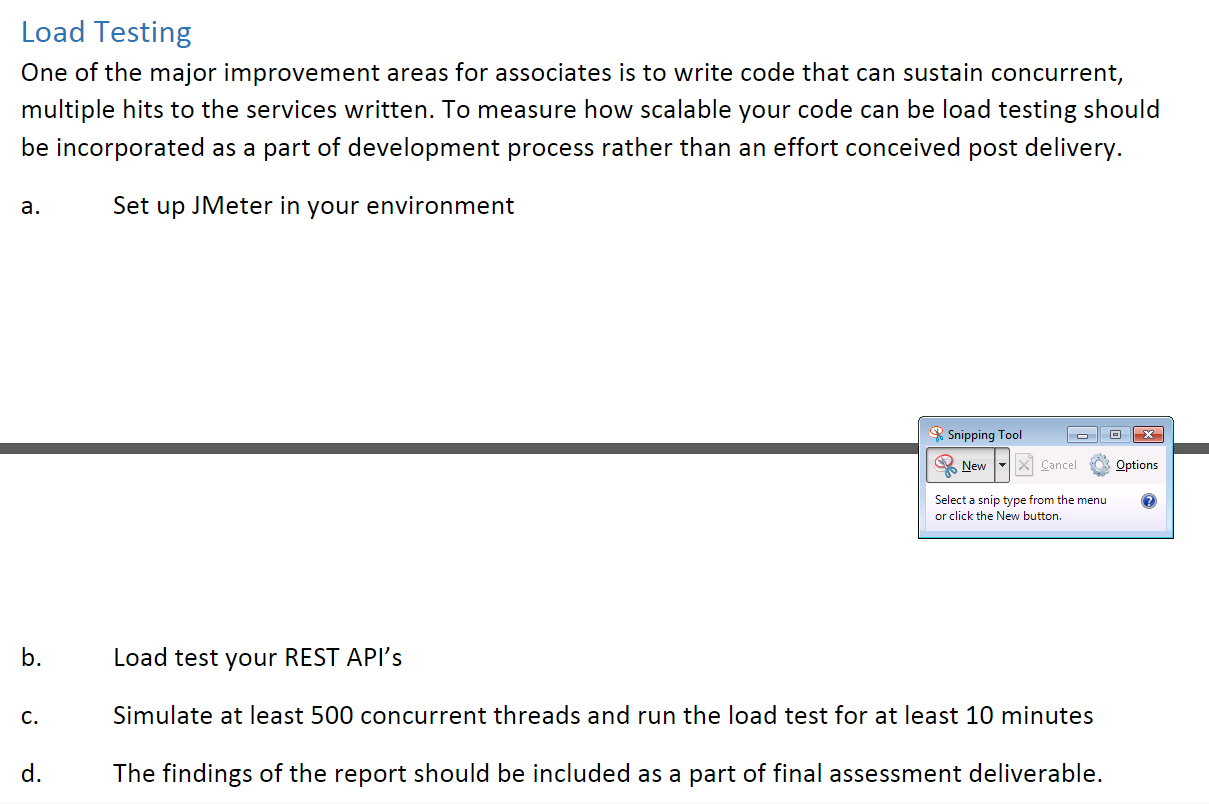 Load Testing
One of the major improvement areas for associates is to write code that can sustain concurrent,
multiple hits to the services written. To measure how scalable your code can be load testing should
be incorporated as a part of development process rather than an effort conceived post delivery.
a. Set up JMeter in your environment
Snipping Tool
New Cancel Options
Select a snip type from the menu
or click the New button.
b. Load test your REST API’s
c. Simulate at least 500 concurrent threads and run the load test for at least 10 minutes
d. The findings of the report should be included as a part of final assessment deliverable.